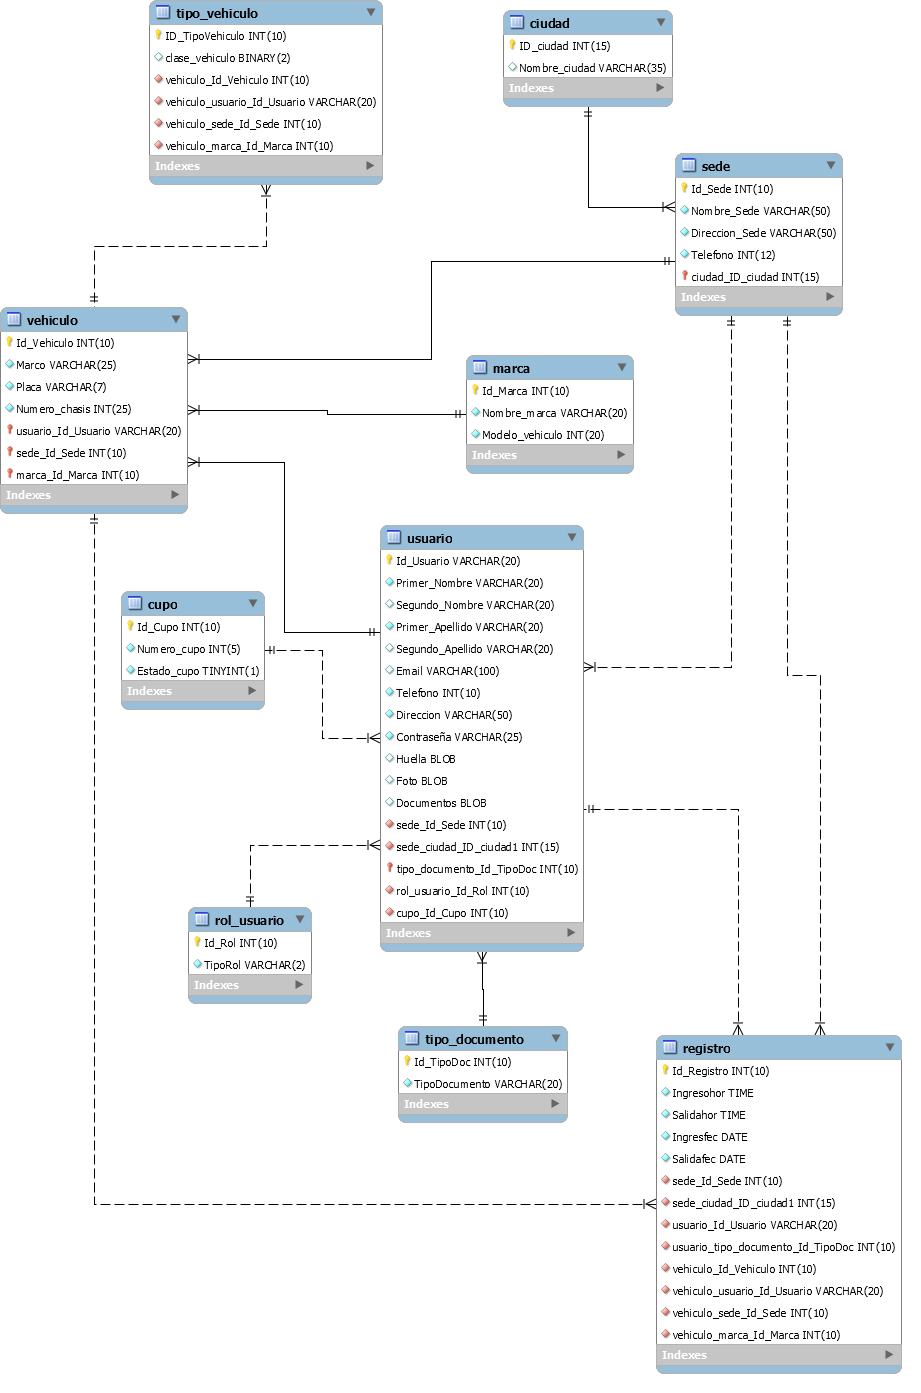 tipo_vehiculo
ID_TipoVehiculo INT(10)
clase_vehiculo BINARY(2)
vehiculo_Id_Vehiculo INT(10)
vehiculo_usuario_Id_Usuario VARCHAR(20)
vehiculo_sede_Id_Sede INT(10)
vehiculo_marca_Id_Marca INT(10)
Indexes
ciudad
ID_ciudad INT(15)
Nombre_ciudad VARCHAR(35)
Indexes
sede
Id_Sede INT(10)
Nombre_Sede VARCHAR(50)
Direccion_Sede VARCHAR(50)
Telefono INT(12)
ciudad_ID_ciudad INT(15)
Indexes
vehiculo
Id_Vehiculo INT(10)
Marco VARCHAR(25)
Placa VARCHAR(7)
Numero_chasis INT(25)
usuario_Id_Usuario VARCHAR(20)
sede_Id_Sede INT(10)
marca_Id_Marca INT(10)
Indexes
marca
Id_Marca INT(10)
Nombre_marca VARCHAR(20)
Modelo_vehiculo INT(20)
Indexes
usuario
Id_Usuario VARCHAR(20)
Primer_Nombre VARCHAR(20)
Segundo_Nombre VARCHAR(20)
Primer_Apellido VARCHAR(20)
Segundo_Apellido VARCHAR(20)
Email VARCHAR(100)
Telefono INT(10)
Direccion VARCHAR(50)
Contraseña VARCHAR(25)
Huella BLOB
Foto BLOB
Documentos BLOB
sede_Id_Sede INT(10)
sede_ciudad_ID_ciudad1 INT(15)
tipo_documento_Id_TipoDoc INT(10)
rol_usuario_Id_Rol INT(10)
cupo_Id_Cupo INT(10)
Indexes
cupo
Id_Cupo INT(10)
Numero_cupo INT(5)
Estado_cupo TINYINT(1)
Indexes
rol_usuario
Id_Rol INT(10)
TipoRol VARCHAR(2)
Indexes
tipo_documento
Id_TipoDoc INT(10)
TipoDocumento VARCHAR(20)
Indexes
registro
Id_Registro INT(10)
Ingresohor TIME
Salidahor TIME
Ingresfec DATE
Salidafec DATE
sede_Id_Sede INT(10)
sede_ciudad_ID_ciudad1 INT(15)
usuario_Id_Usuario VARCHAR(20)
usuario_tipo_documento_Id_TipoDoc INT(10)
vehiculo_Id_Vehiculo INT(10)
vehiculo_usuario_Id_Usuario VARCHAR(20)
vehiculo_sede_Id_Sede INT(10)
vehiculo_marca_Id_Marca INT(10)
Indexes